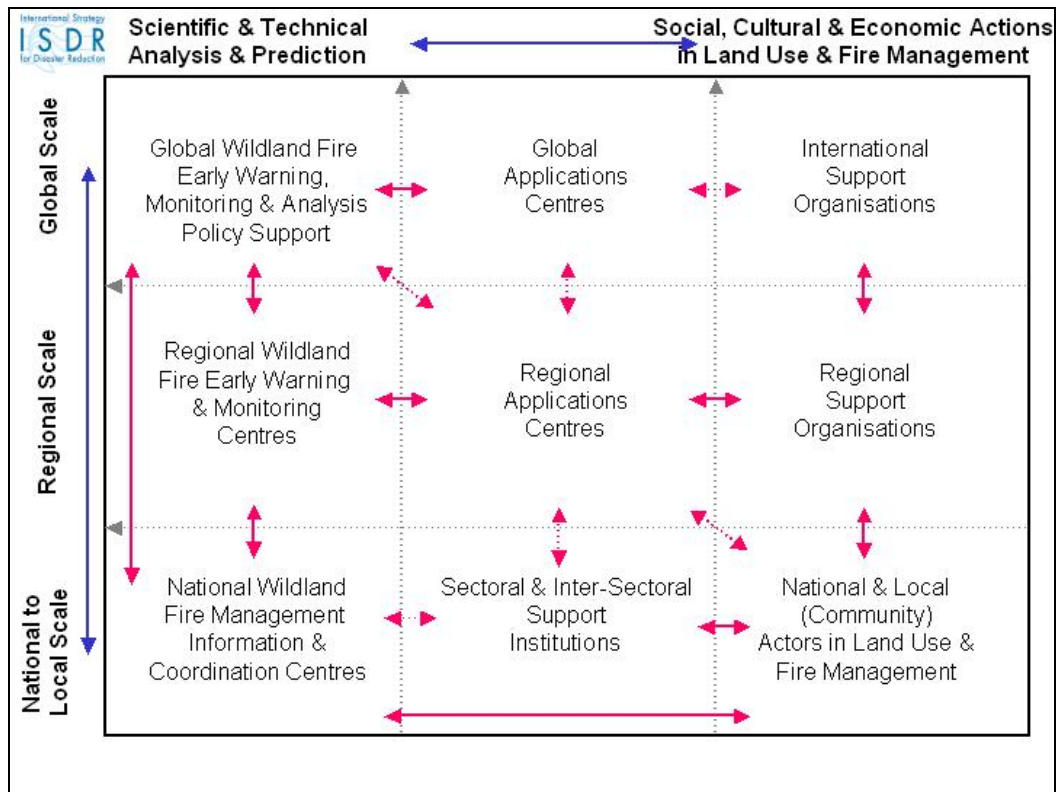 International Strategy
ISDR
for Disaster Reduction
Scientific & Technical
Analysis & Prediction
Social, Cultural & Economic Actions
in Land Use & Fire Management
Global Scale
Global Wildland Fire
Early Warning,
Monitoring & Analysis
Policy Support
Global
Applications
Centres
International
Support
Organisations
Regional Scale
Regional Wildland
Fire Early Warning
& Monitoring
Centres
Regional
Applications
Centres
Regional
Support
Organisations
National to
Local Scale
National Wildland
Fire Management
Information &
Coordination Centres
Sectoral & Inter-Sectoral
Support
Institutions
National & Local
(Community)
Actors in Land Use &
Fire Management